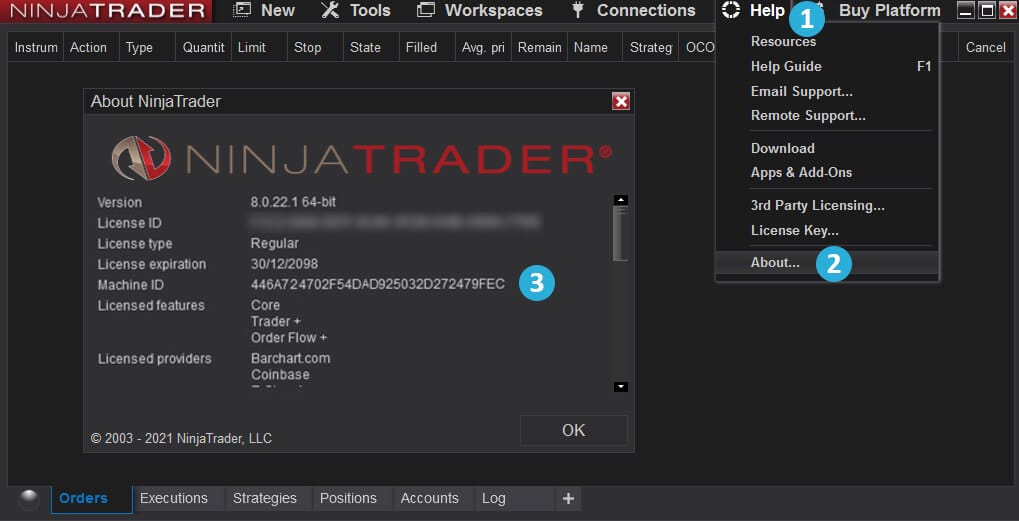 NINJATRADER New Tools Workspaces Connections Help 1 Buy Platform
Instrum Action Type Quantit Limit Stop State Filled Avg. pri Remain Name Strateg OCO Cancel
Resources
Help Guide F1
Email Support...
Remote Support...
Download
Apps & Add-Ons
3rd Party Licensing...
License Key...
About... 2
About NinjaTrader
NINJATRADER®
Version 8.0.22.1 64-bit
License ID
License type Regular
License expiration 30/12/2098
Machine ID 446A724702F54DAD925032D272479FEC 3
Licensed features Core
Trader +
Order Flow +
Licensed providers Barchart.com
Coinbase
© 2003 - 2021 NinjaTrader, LLC
OK
Orders Executions Strategies Positions Accounts Log +